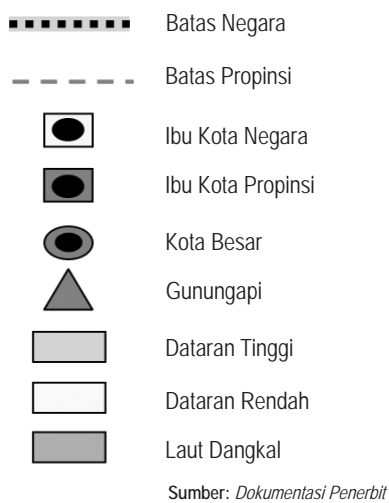 Batas Negara
Batas Propinsi
Ibu Kota Negara
Ibu Kota Propinsi
Kota Besar
Gunungapi
Dataran Tinggi
Dataran Rendah
Laut Dangkal
Sumber: Dokumentasi Penerbit